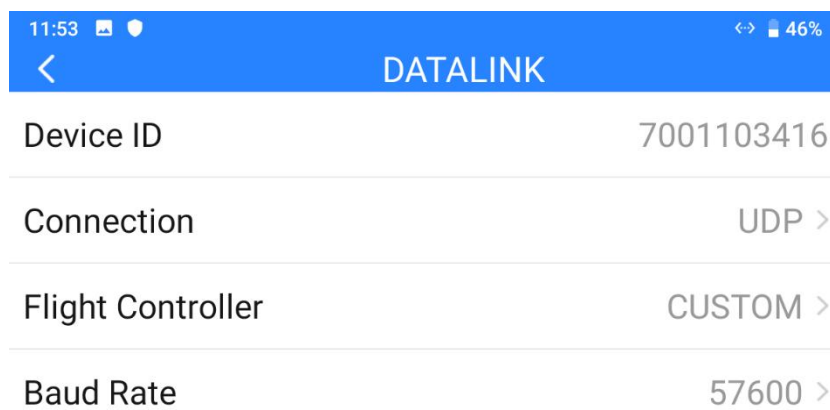 11:53 46%
DATALINK
Device ID 7001103416
Connection UDP
Flight Controller CUSTOM
Baud Rate 57600